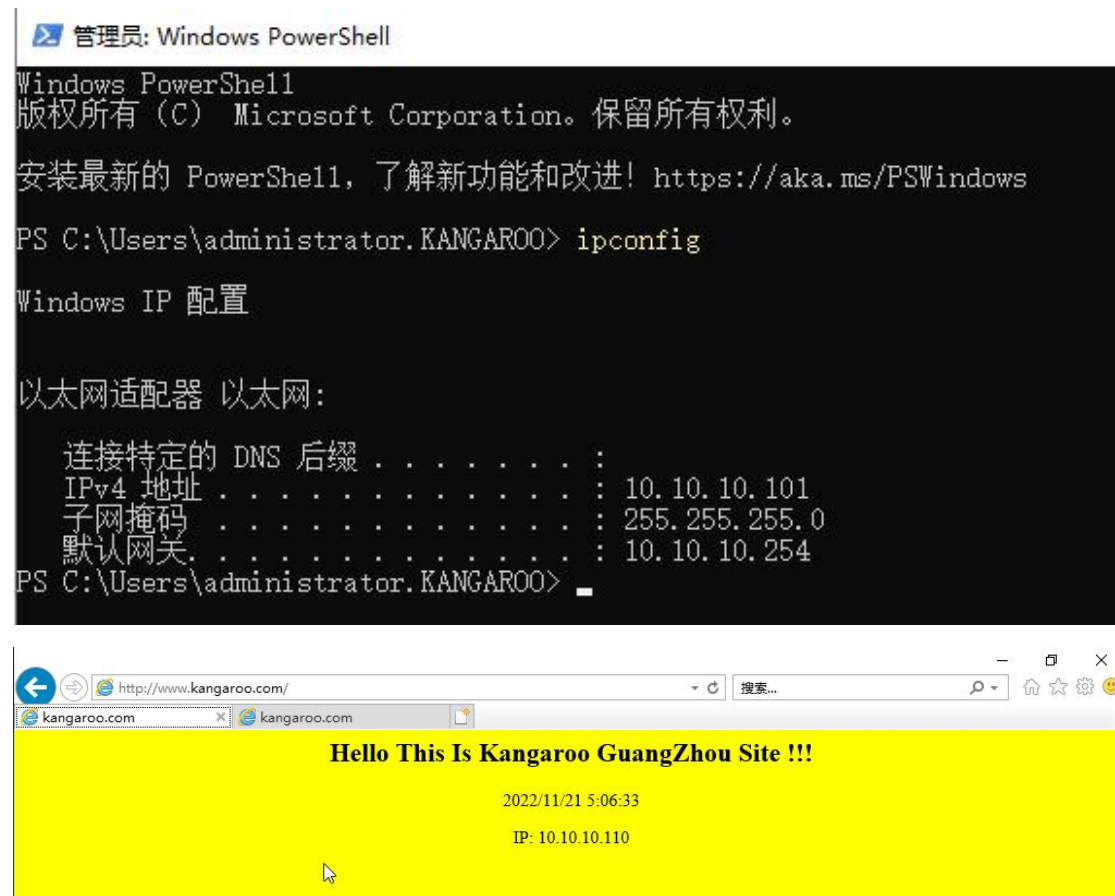 管理员: Windows PowerShell
Windows PowerShell
版权所有 (C) Microsoft Corporation。保留所有权利。
安装最新的 PowerShell，了解新功能和改进！https://aka.ms/PSWindows
PS C:\Users\administrator.KANGAROO> ipconfig
Windows IP 配置
以太网适配器 以太网:
连接特定的 DNS 后缀 . . . . . . . :
IPv4 地址 . . . . . . . . . . . . : 10.10.10.101
子网掩码 . . . . . . . . . . . . : 255.255.255.0
默认网关. . . . . . . . . . . . . : 10.10.10.254
PS C:\Users\administrator.KANGAROO>
http://www.kangaroo.com/ 搜索...
kangaroo.com kangaroo.com
Hello This Is Kangaroo GuangZhou Site !!!
2022/11/21 5:06:33
IP: 10.10.10.110